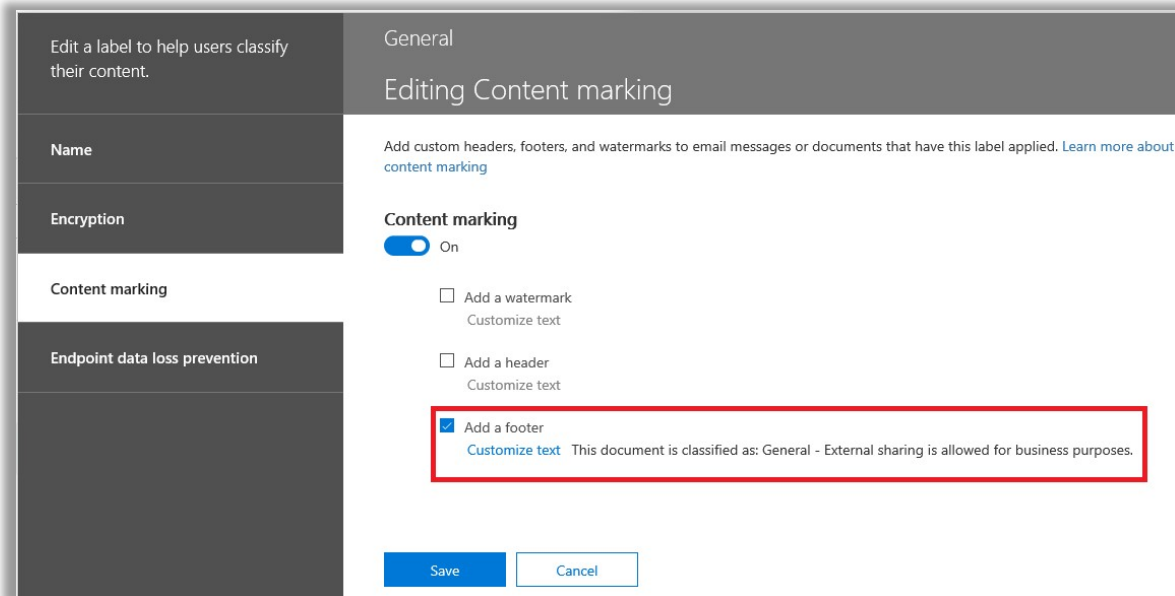 Edit a label to help users classify
their content.
Name
Encryption
Content marking
Endpoint data loss prevention
General
Editing Content marking
Add custom headers, footers, and watermarks to email messages or documents that have this label applied. Learn more about
content marking
Content marking
On
Add a watermark
Customize text
Add a header
Customize text
Add a footer
Customize text This document is classified as: General - External sharing is allowed for business purposes.
Save
Cancel